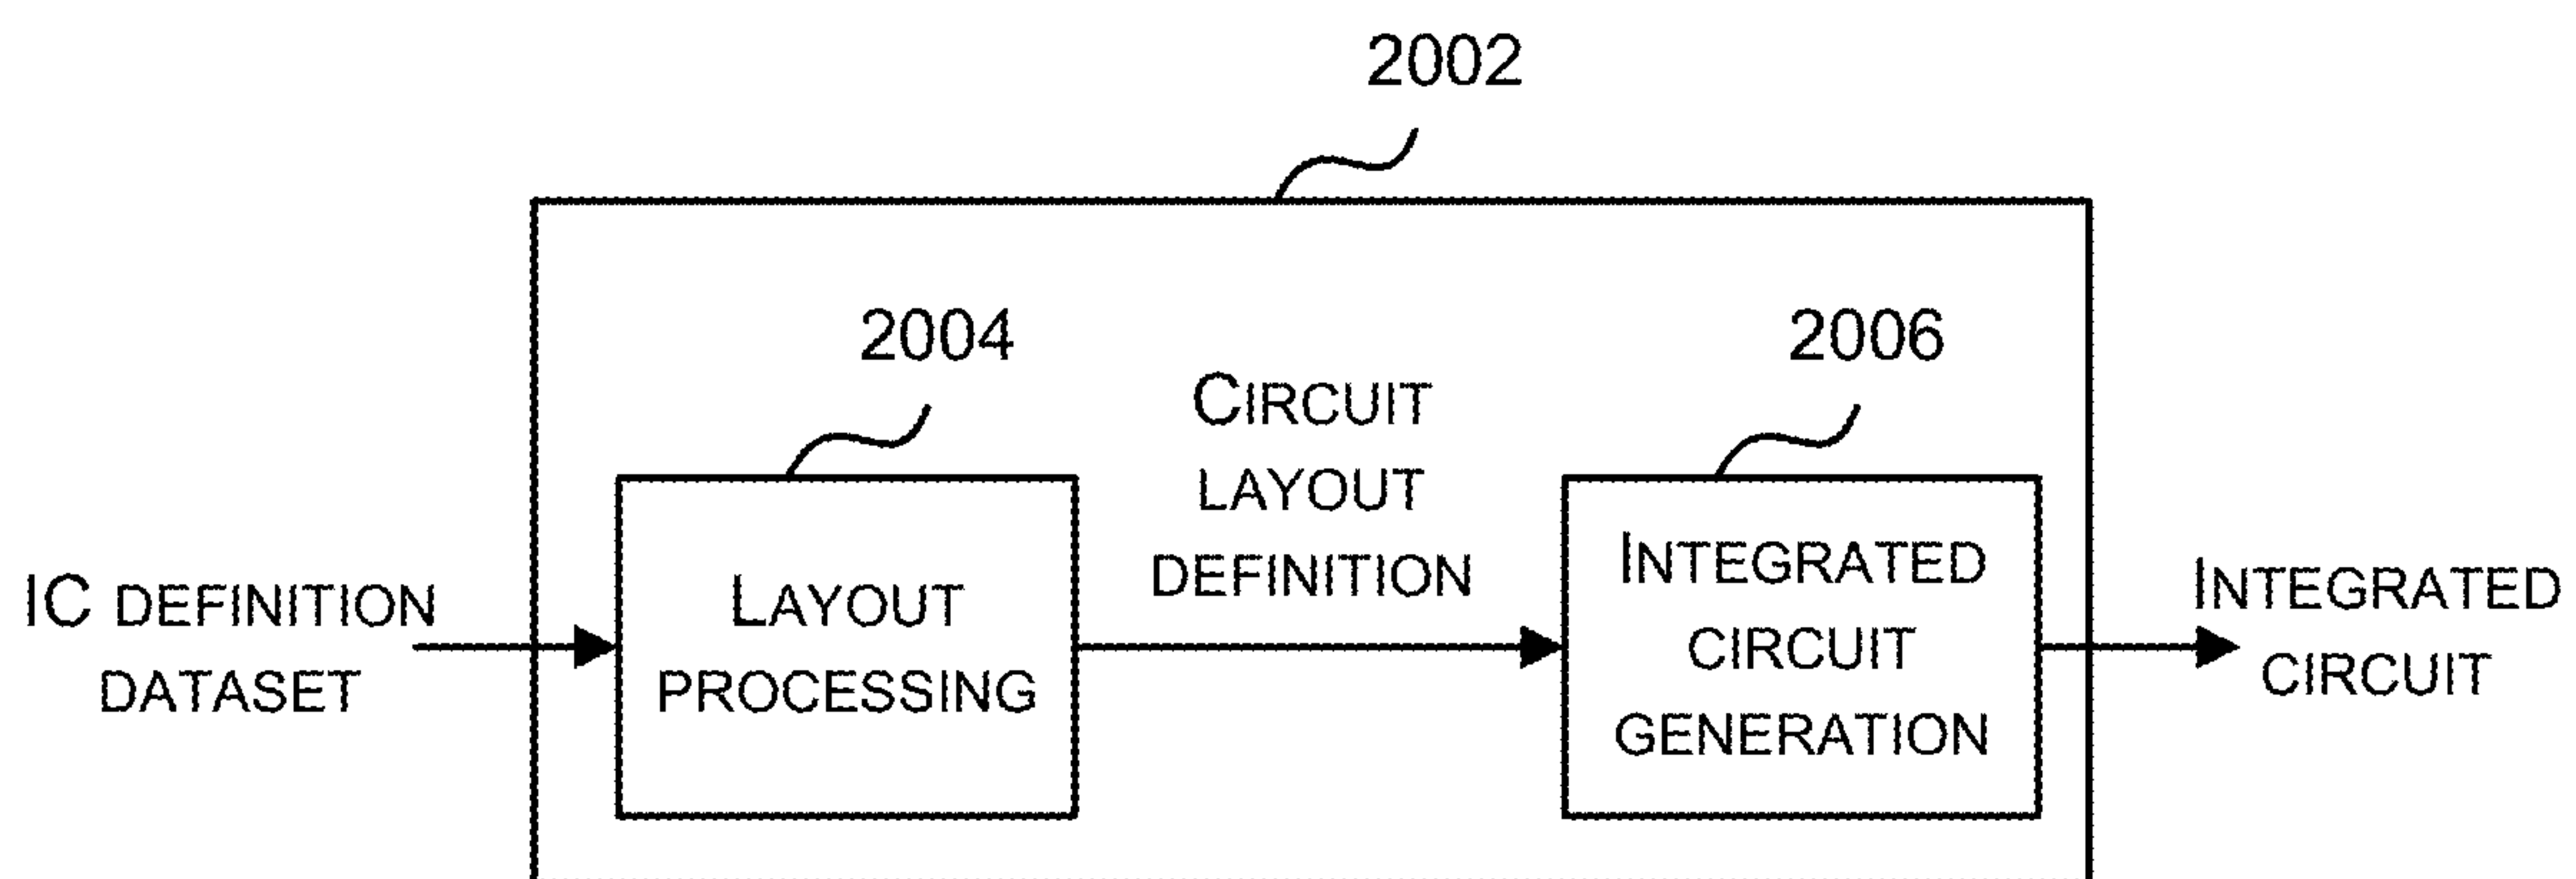 2002
2004
2006
CIRCUIT
LAYOUT
DEFINITION
IC DEFINITION
DATASET
LAYOUT
PROCESSING
INTEGRATED
CIRCUIT
GENERATION
INTEGRATED
CIRCUIT